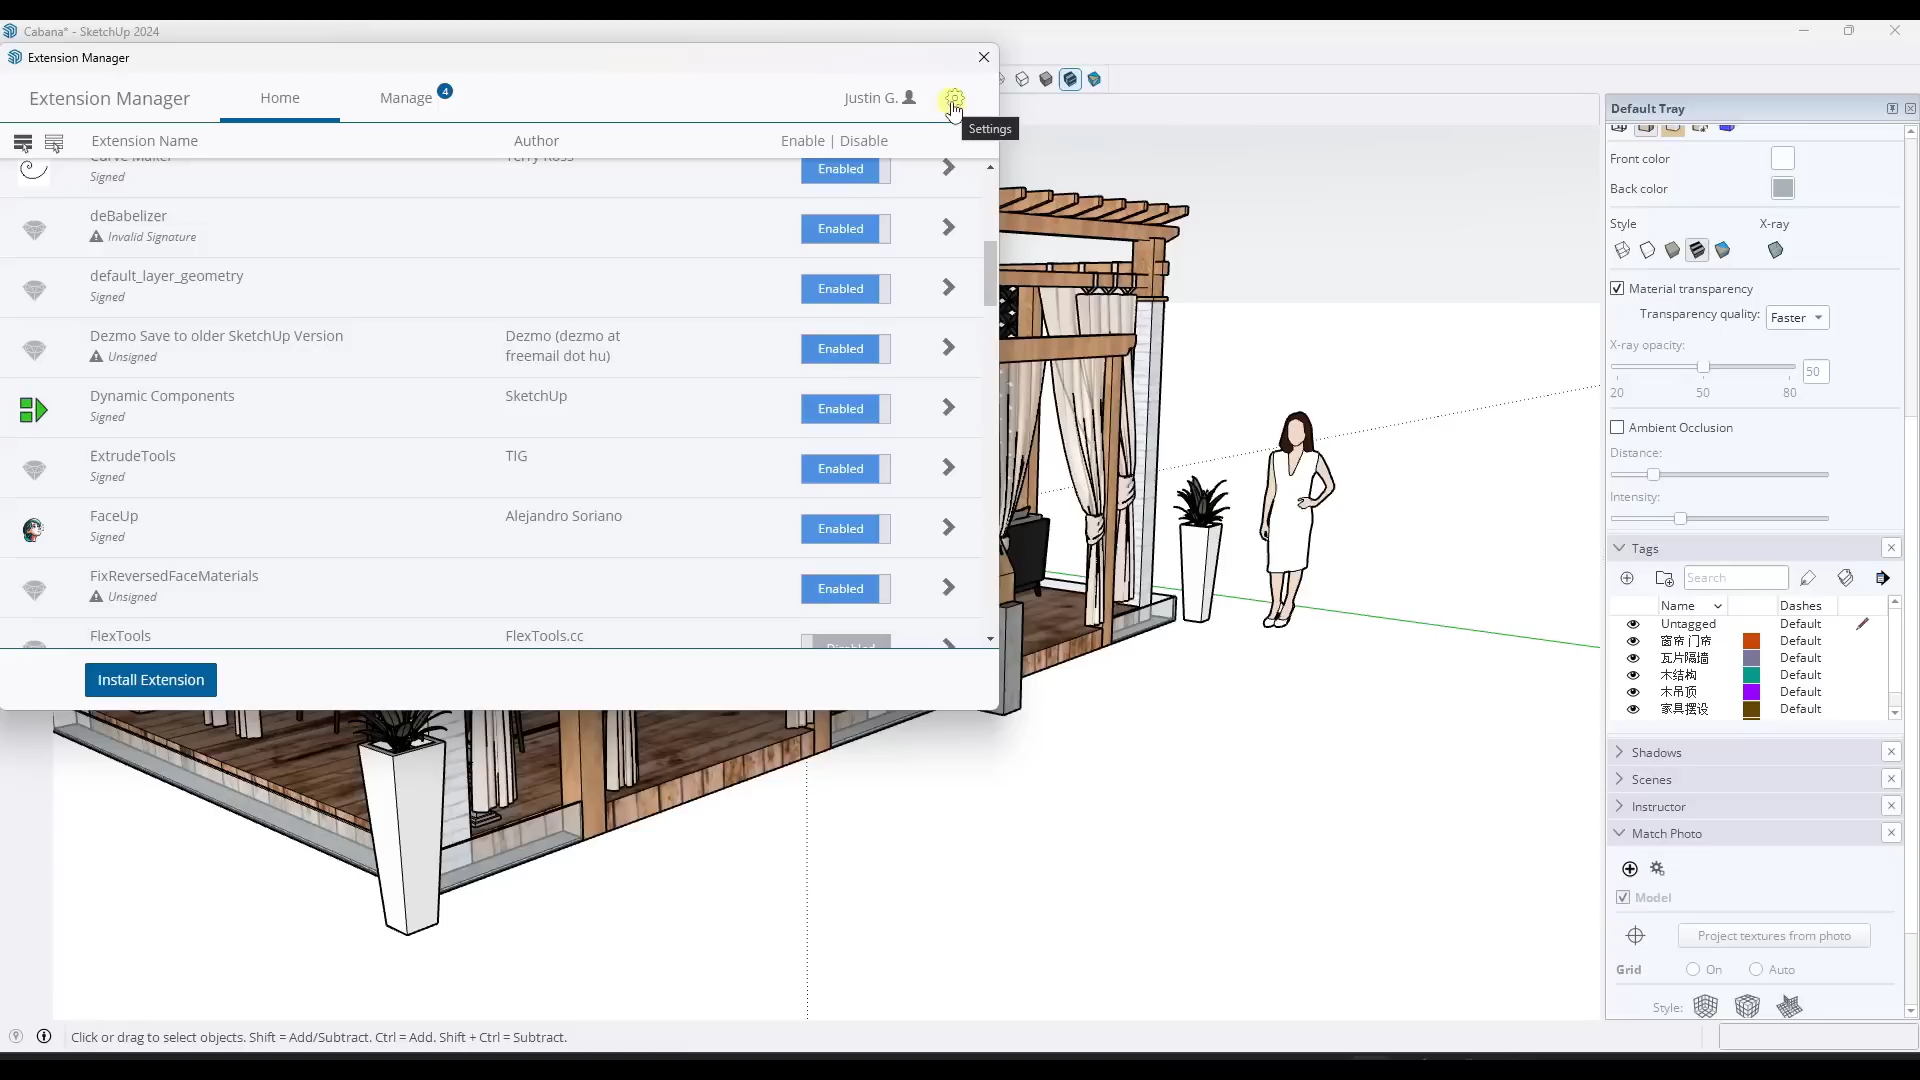 Cabana* - SketchUp 2024
Extension Manager
Extension Manager
Home
Manage
4
Justin G.
Settings
Extension Name
Author
Enable | Disable
Curve Maker
Terry Ross
Signed
Enabled
deBabelizer
Invalid Signature
Enabled
default_layer_geometry
Signed
Enabled
Dezmo Save to older SketchUp Version
Unsigned
Dezmo (dezmo at
freemail dot hu)
Enabled
Dynamic Components
Signed
SketchUp
Enabled
ExtrudeTools
Signed
TIG
Enabled
FaceUp
Signed
Alejandro Soriano
Enabled
FixReversedFaceMaterials
Unsigned
Enabled
FlexTools
FlexTools.cc
Disabled
Install Extension
Default Tray
Front color
Back color
Style
X-ray
Material transparency
Transparency quality:
Faster
X-ray opacity:
50
20
50
80
Ambient Occlusion
Distance:
Intensity:
Tags
Search
Name
Dashes
Untagged
Default
窗帘 门帘
Default
瓦片隔墙
Default
木结构
Default
木吊顶
Default
家具摆设
Default
Shadows
Scenes
Instructor
Match Photo
Model
Project textures from photo
Grid
On
Auto
Style:
Click or drag to select objects. Shift = Add/Subtract. Ctrl = Add. Shift + Ctrl = Subtract.